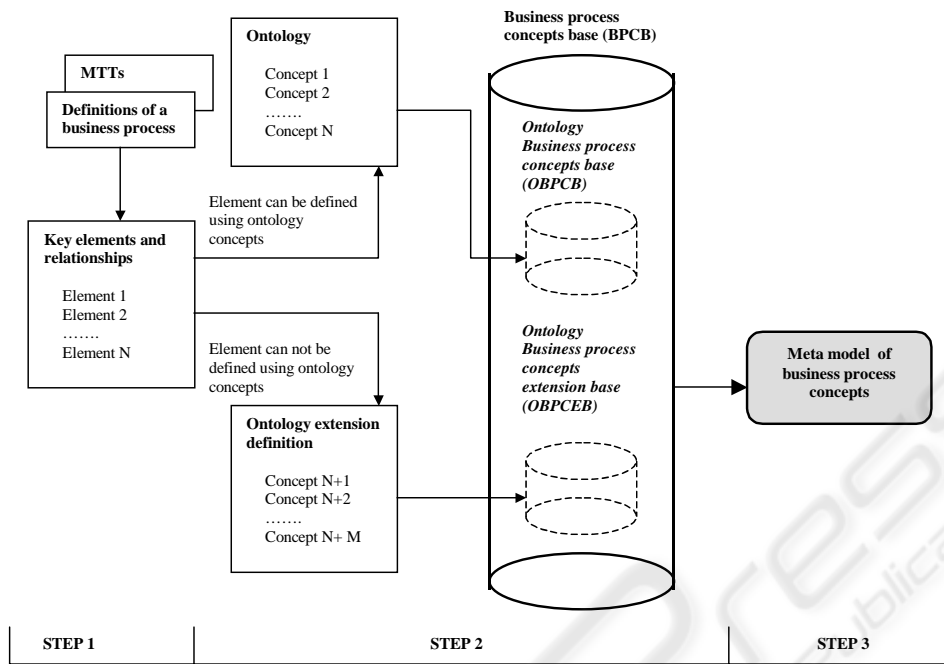 MTTs
Definitions of a
business process
Key elements and
relationships
Element 1
Element 2
.......
Element N
Ontology
Concept 1
Concept 2
.......
Concept N
Element can be defined
using ontology
concepts
Element can not be
defined using ontology
concepts
Ontology extension
definition
Concept N+1
Concept N+2
.......
Concept N+ M
Business process
concepts base (BPCB)
Ontology
Business process
concepts base
(OBPCB)
Ontology
Business process
concepts
extension base
(OBPCEB)
Meta model of
business process
concepts
STEP 1
STEP 2
STEP 3